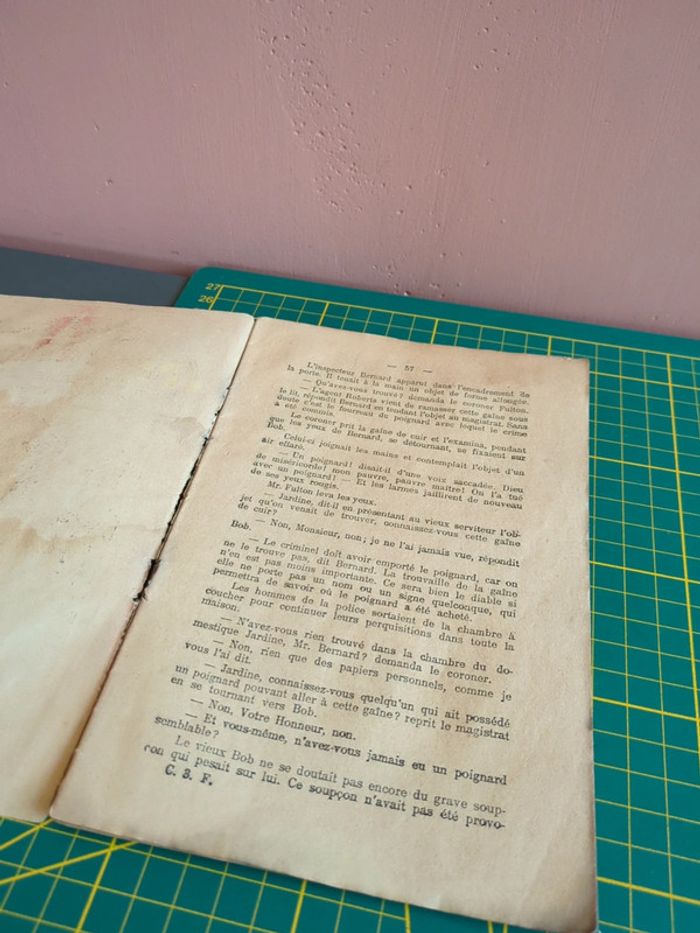 27
26
— 57 —
L'inspecteur Bernard apparut dans l'encadrement de
la porte. Il tenait à la main un objet de forme allongée.
— Qu'avez-vous trouvé? demanda le coroner Fulton.
— L'agent Roberts vient de ramasser cette gaîne sous
le lit, répondit Bernard en tendant l'objet au magistrat. Sans
doute c'est le fourreau du poignard avec lequel le crime
a été commis.
Le coroner prit la gaîne de cuir et l'examina, pendant
que les yeux de Bernard, se détournant, se fixaient sur
Bob.
Celui-ci joignait les mains et contemplait l'objet d'un
air effaré.
— Un poignard! disait-il d'une voix saccadée. Dieu
de miséricorde! mon pauvre, pauvre maître! On l'a tué
avec un poignard! — Et les larmes jaillirent de nouveau
de ses yeux rougis.
Mr. Fulton leva les yeux.
— Jardine, dit-il en présentant au vieux serviteur l'ob-
jet qu'on venait de trouver, connaissez-vous cette gaîne
de cuir?
— Non, Monsieur, non; je ne l'ai jamais vue, répondit
Bob.
— Le criminel doit avoir emporté le poignard, car on
ne le trouve pas, dit Bernard. La trouvaille de la gaîne
n'en est pas moins importante. Ce sera bien le diable si
elle ne porte pas un nom ou un signe quelconque, qui
permettra de savoir où le poignard a été acheté.
Les hommes de la police sortaient de la chambre à
coucher pour continuer leurs perquisitions dans toute la
maison.
— N'avez-vous rien trouvé dans la chambre du do-
mestique Jardine, Mr. Bernard? demanda le coroner.
— Non, rien que des papiers personnels, comme je
vous l'ai dit.
— Jardine, connaissez-vous quelqu'un qui ait possédé
un poignard pouvant aller à cette gaîne? reprit le magistrat
en se tournant vers Bob.
— Non, Votre Honneur, non.
— Et vous-même, n'avez-vous jamais eu un poignard
semblable?
Le vieux Bob ne se doutait pas encore du grave soup-
çon qui pesait sur lui. Ce soupçon n'avait pas été provo-
C. 3. F.